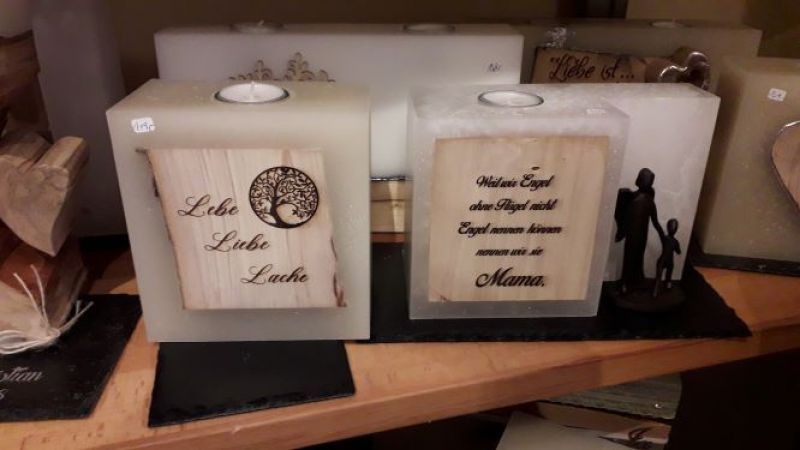 Liebe ist...
Lebe
Liebe
Lache
Weil wir Engel
ohne Flügel nicht
Engel nennen können
nennen wir sie
Mama.